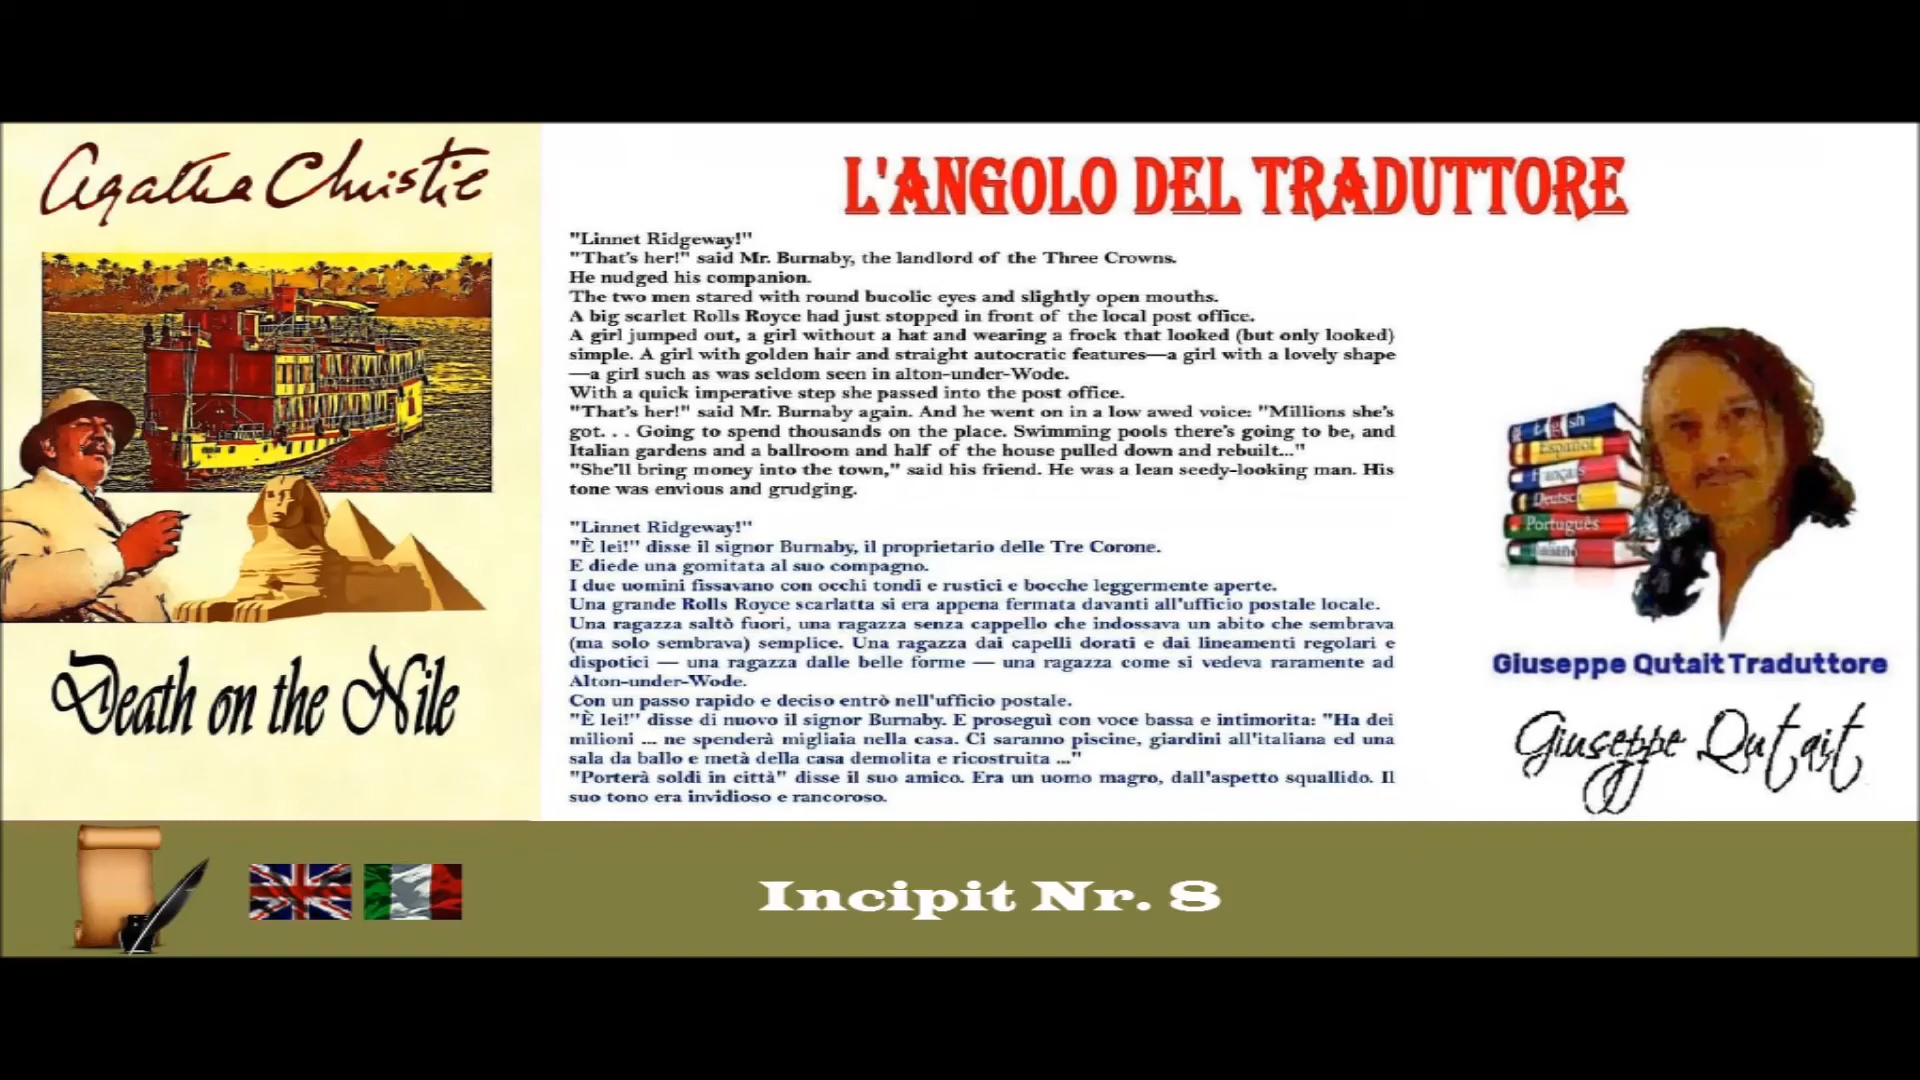 Agatha Christie
Death on the Nile
L'ANGOLO DEL TRADUTTORE
"Linnet Ridgeway!"
"That's her!" said Mr. Burnaby, the landlord of the Three Crowns.
He nudged his companion.
The two men stared with round bucolic eyes and slightly open mouths.
A big scarlet Rolls Royce had just stopped in front of the local post office.
A girl jumped out, a girl without a hat and wearing a frock that looked (but only looked)
simple. A girl with golden hair and straight autocratic features—a girl with a lovely shape
—a girl such as was seldom seen in alton-under-Wode.
With a quick imperative step she passed into the post office.
"That's her!" said Mr. Burnaby again. And he went on in a low awed voice: "Millions she's
got. . . Going to spend thousands on the place. Swimming pools there's going to be, and
Italian gardens and a ballroom and half of the house pulled down and rebuilt..."
"She'll bring money into the town," said his friend. He was a lean seedy-looking man. His
tone was envious and grudging.
"Linnet Ridgeway!"
"È lei!" disse il signor Burnaby, il proprietario delle Tre Corone.
E diede una gomitata al suo compagno.
I due uomini fissavano con occhi tondi e rustici e bocche leggermente aperte.
Una grande Rolls Royce scarlatta si era appena fermata davanti all'ufficio postale locale.
Una ragazza saltò fuori, una ragazza senza cappello che indossava un abito che sembrava
(ma solo sembrava) semplice. Una ragazza dai capelli dorati e dai lineamenti regolari e
dispotici — una ragazza dalle belle forme — una ragazza come si vedeva raramente ad
Alton-under-Wode.
Con un passo rapido e deciso entrò nell'ufficio postale.
"È lei!" disse di nuovo il signor Burnaby. E proseguì con voce bassa e intimorita: "Ha dei
milioni ... ne spenderà migliaia nella casa. Ci saranno piscine, giardini all'italiana ed una
sala da ballo e metà della casa demolita e ricostruita ..."
"Porterà soldi in città" disse il suo amico. Era un uomo magro, dall'aspetto squallido. Il
suo tono era invidioso e rancoroso.
English
Español
Français
Deutsch
Português
Giuseppe Qutait Traduttore
Giuseppe Qutait
Incipit Nr. 8